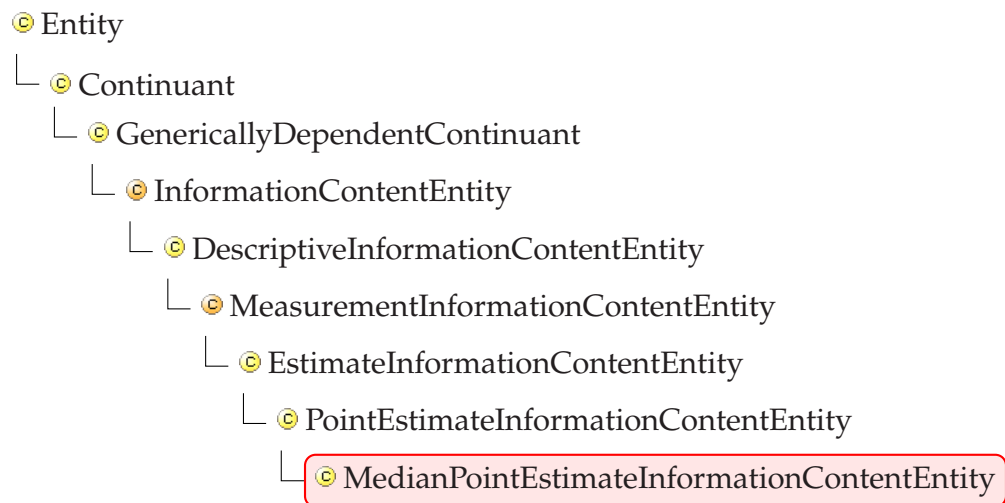 Entity
Continuant
GenericallyDependentContinuant
InformationContentEntity
DescriptiveInformationContentEntity
MeasurementInformationContentEntity
EstimateInformationContentEntity
PointEstimateInformationContentEntity
MedianPointEstimateInformationContentEntity